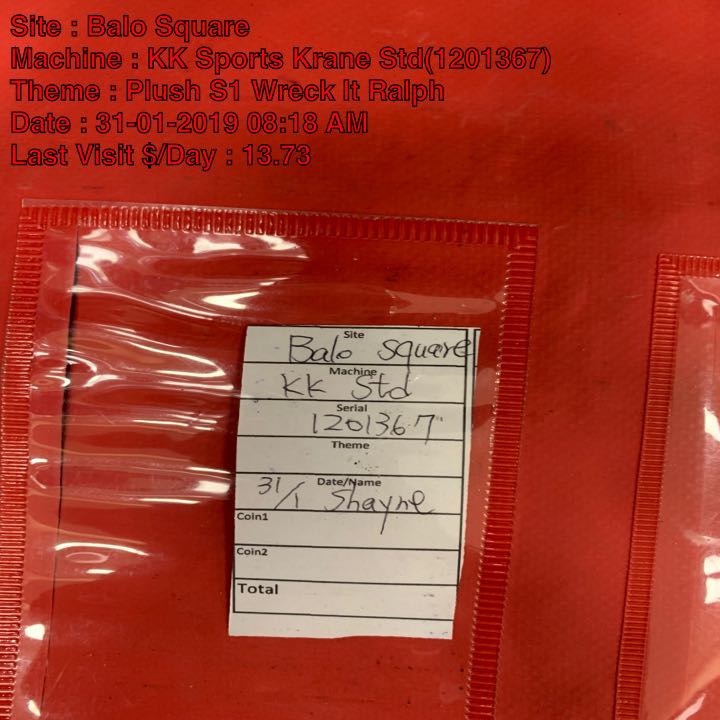 Site : Balo Square
Machine : KK Sports Krane Std(1201367)
Theme : Plush S1 Wreck It Ralph
Date : 31-01-2019 08:18 AM
Last Visit $/Day : 13.73
Site
Balo square
Machine
KK Std
Serial
1201367
Theme
Date/Name
31/1 Shayne
Coin1
Coin2
Total